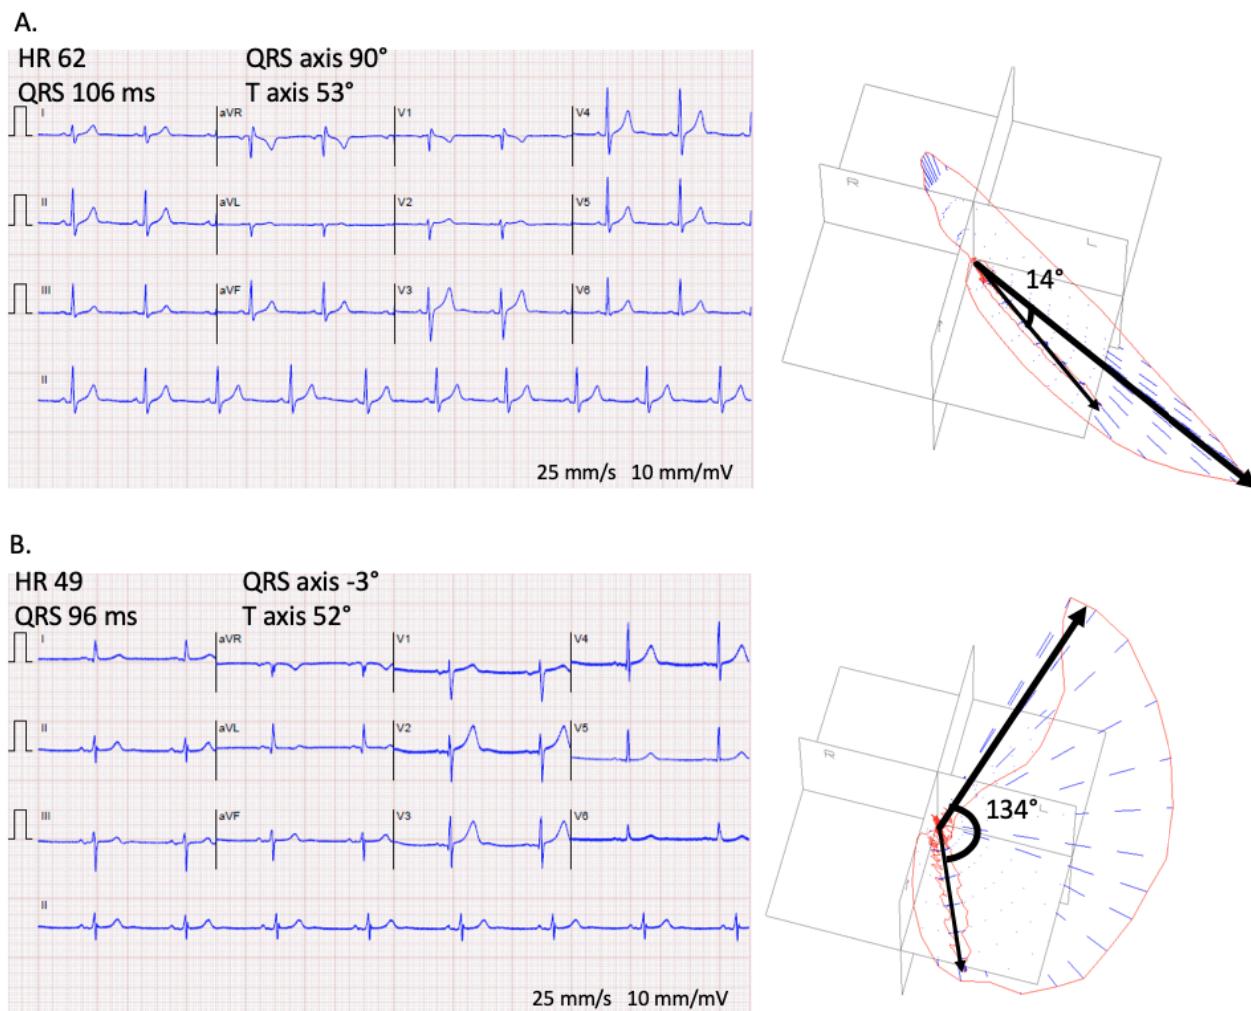 A.
HR 62 QRS axis 90°
QRS 106 ms T axis 53°
I aVR V1 V4
II aVL V2 V5
III aVF V3 V6
II
25 mm/s 10 mm/mV
R
L
14°
B.
HR 49 QRS axis -3°
QRS 96 ms T axis 52°
I aVR V1 V4
II aVL V2 V5
III aVF V3 V6
II
25 mm/s 10 mm/mV
R
134°